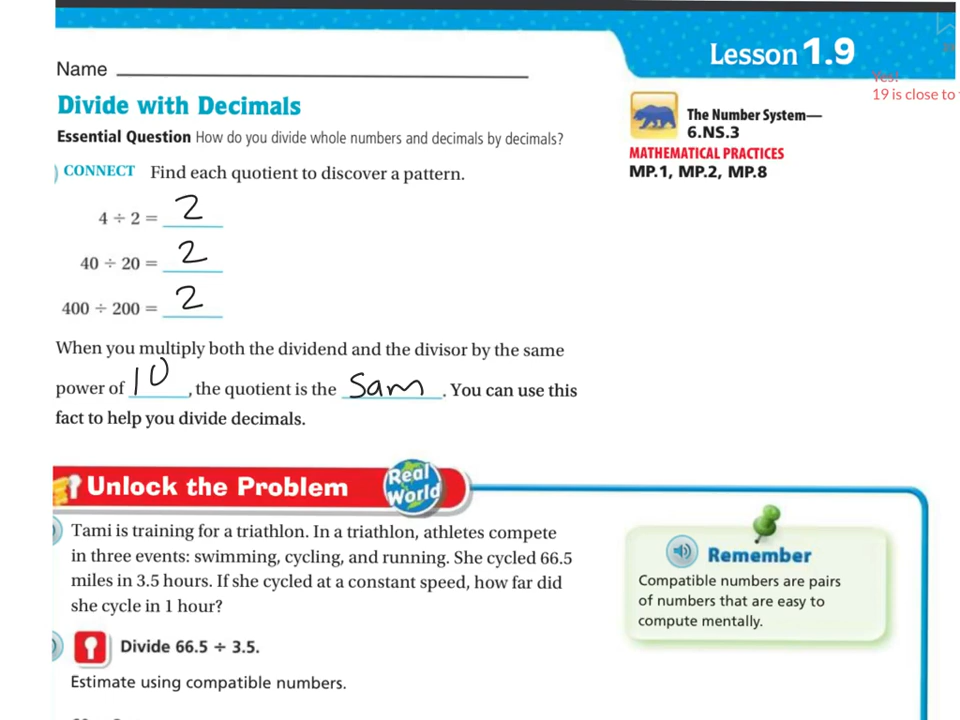 Lesson 1.9
Yes!
19 is close to
Name
Divide with Decimals
Essential Question How do you divide whole numbers and decimals by decimals?
The Number System—
6.NS.3
MATHEMATICAL PRACTICES
MP.1, MP.2, MP.8
CONNECT Find each quotient to discover a pattern.
4 ÷ 2 = 2
40 ÷ 20 = 2
400 ÷ 200 = 2
When you multiply both the dividend and the divisor by the same
power of 10, the quotient is the Sam. You can use this
fact to help you divide decimals.
Unlock the Problem
Real
World
Tami is training for a triathlon. In a triathlon, athletes compete
in three events: swimming, cycling, and running. She cycled 66.5
miles in 3.5 hours. If she cycled at a constant speed, how far did
she cycle in 1 hour?
Remember
Compatible numbers are pairs
of numbers that are easy to
compute mentally.
Divide 66.5 ÷ 3.5.
Estimate using compatible numbers.